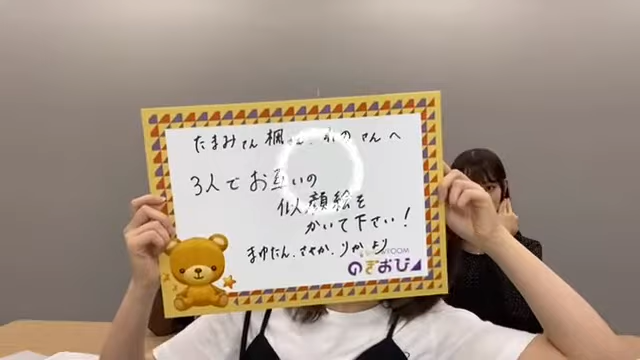 たまみさん 楓さん、れのさんへ
3人でお互いの
似顔絵を
かいて下さい!
まゆたん、さやか、りかより
SHOWROOM
のぎおび